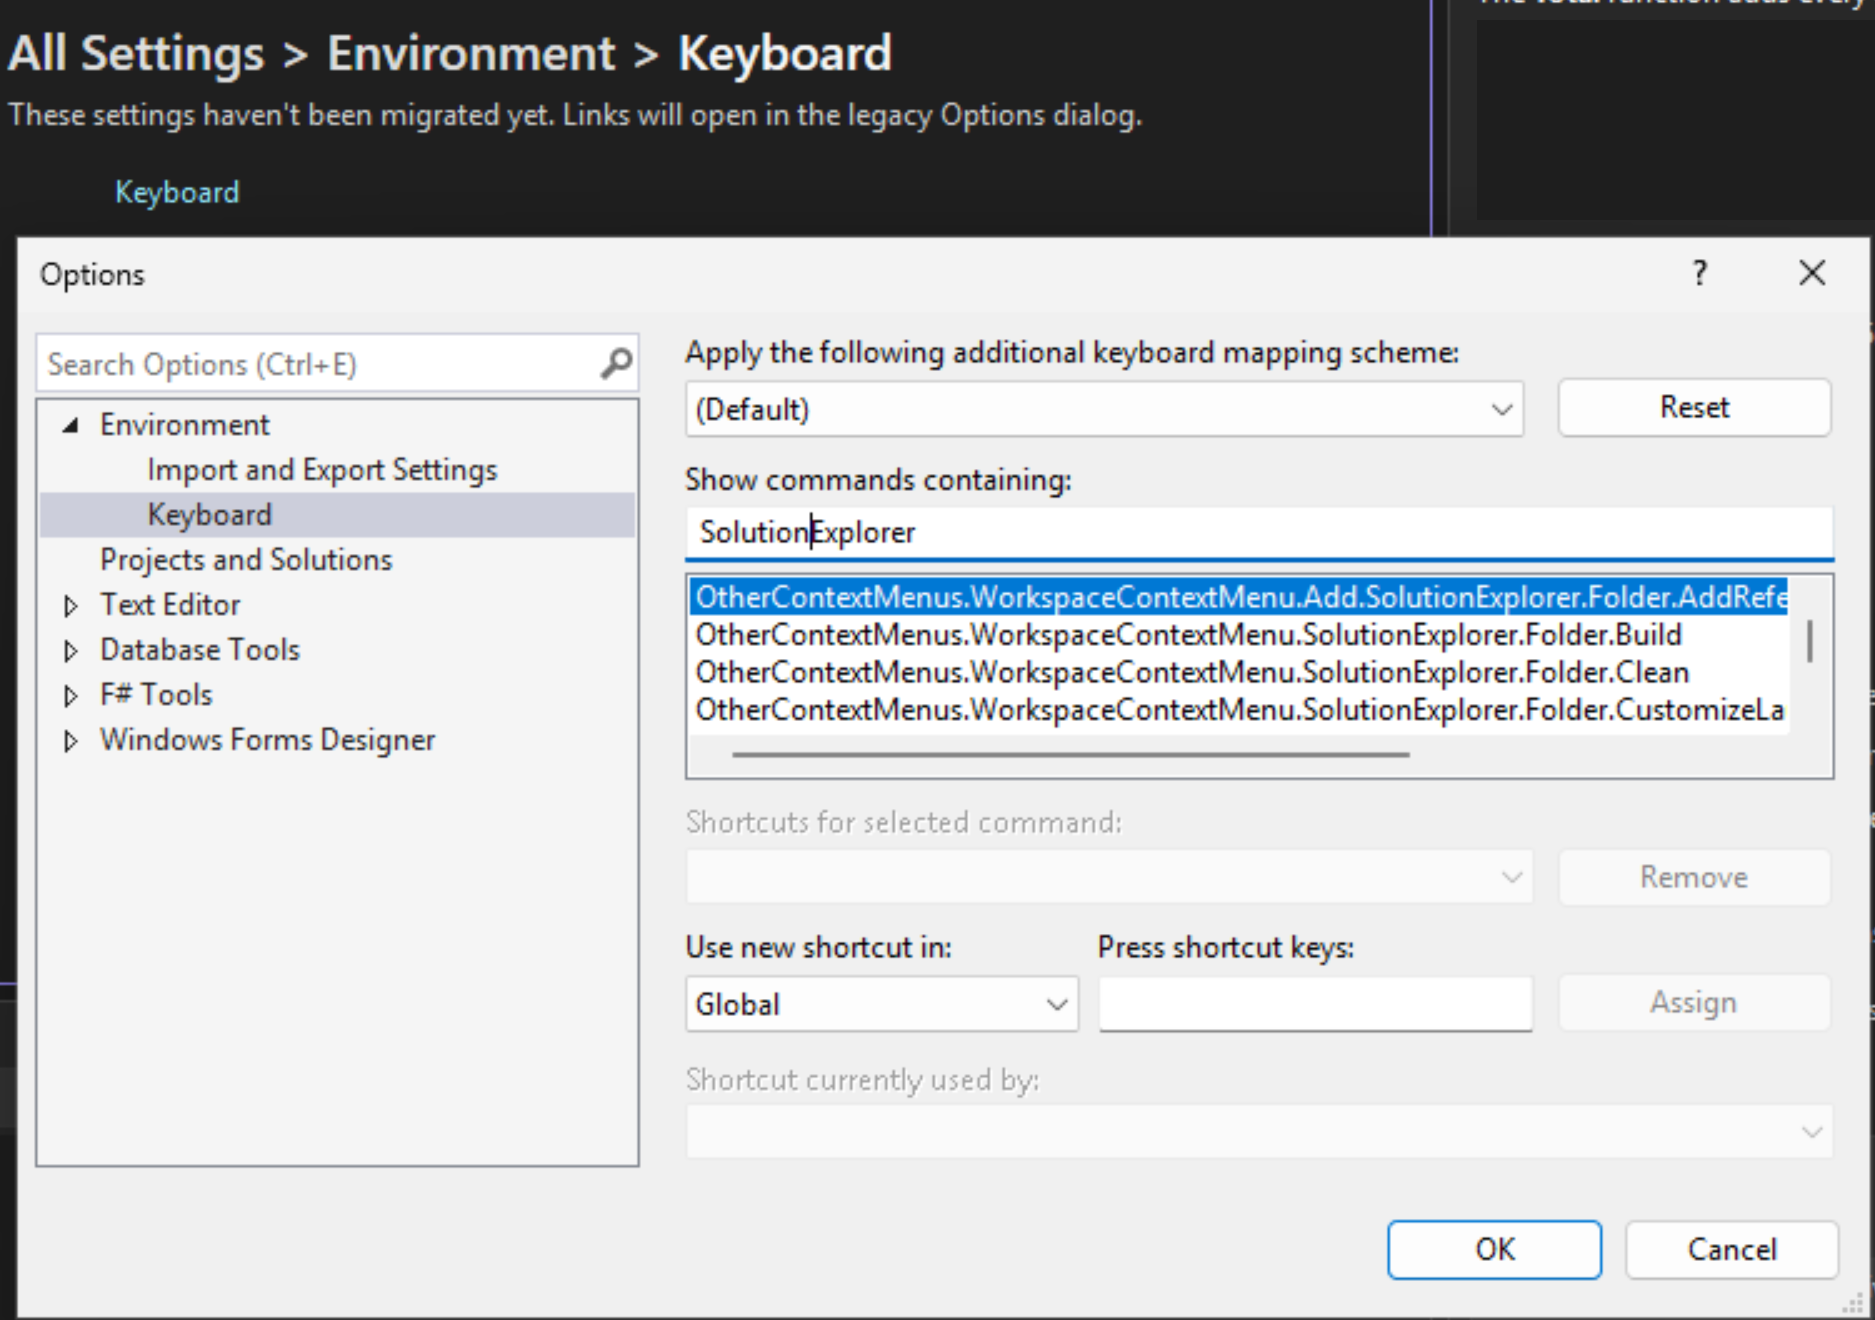 All Settings > Environment > Keyboard
These settings haven't been migrated yet. Links will open in the legacy Options dialog.
Keyboard
Options
?
Search Options (Ctrl+E)
Environment
Import and Export Settings
Keyboard
Projects and Solutions
Text Editor
Database Tools
F# Tools
Windows Forms Designer
Apply the following additional keyboard mapping scheme:
(Default)
Reset
Show commands containing:
SolutionExplorer
OtherContextMenus.WorkspaceContextMenu.Add.SolutionExplorer.Folder.AddRefe
OtherContextMenus.WorkspaceContextMenu.SolutionExplorer.Folder.Build
OtherContextMenus.WorkspaceContextMenu.SolutionExplorer.Folder.Clean
OtherContextMenus.WorkspaceContextMenu.SolutionExplorer.Folder.CustomizeLa
Shortcuts for selected command:
Remove
Use new shortcut in:
Press shortcut keys:
Global
Assign
Shortcut currently used by:
OK
Cancel